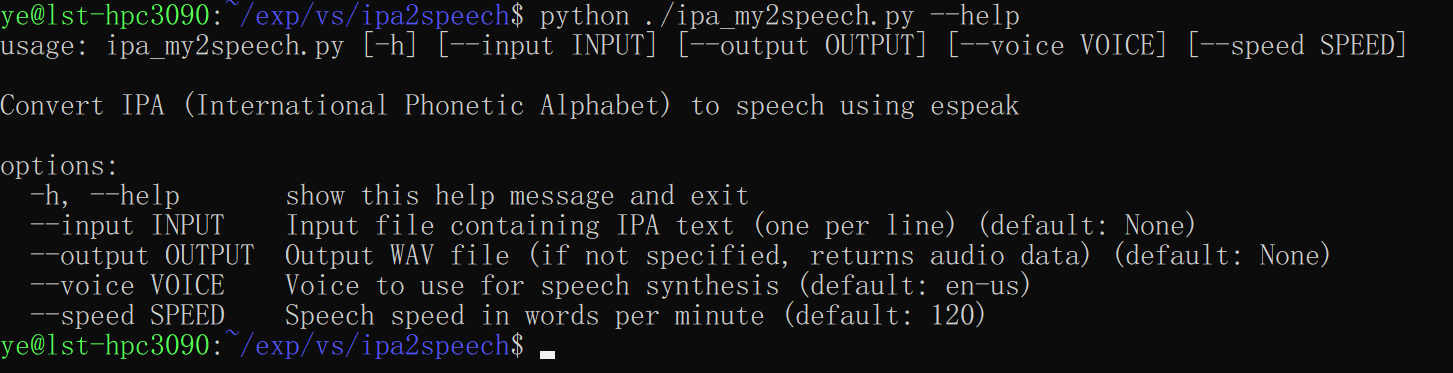 ye@lst-hpc3090:~/exp/vs/ipa2speech$ python ./ipa_my2speech.py --help
usage: ipa_my2speech.py [-h] [--input INPUT] [--output OUTPUT] [--voice VOICE] [--speed SPEED]

Convert IPA (International Phonetic Alphabet) to speech using espeak

options:
  -h, --help       show this help message and exit
  --input INPUT    Input file containing IPA text (one per line) (default: None)
  --output OUTPUT  Output WAV file (if not specified, returns audio data) (default: None)
  --voice VOICE    Voice to use for speech synthesis (default: en-us)
  --speed SPEED    Speech speed in words per minute (default: 120)
ye@lst-hpc3090:~/exp/vs/ipa2speech$